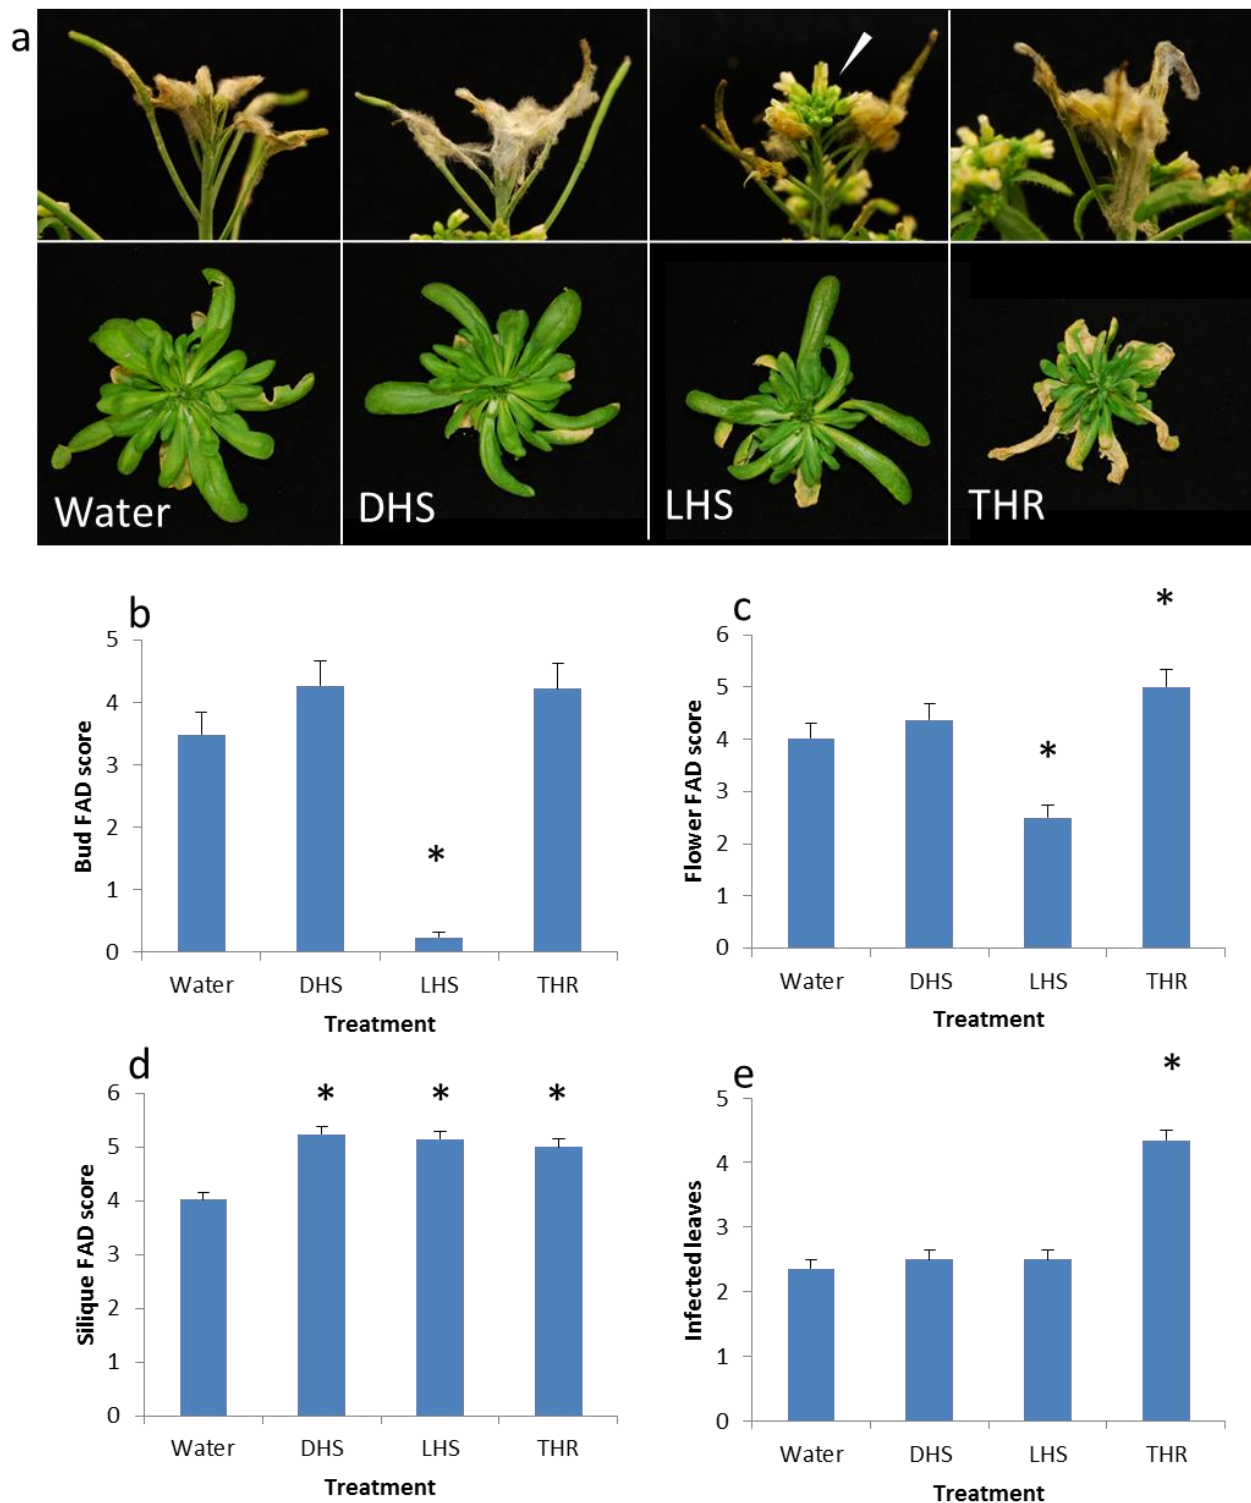 a
Water
DHS
LHS
THR
b
Bud FAD score
5
4
3
2
1
0
*
Water DHS LHS THR
Treatment
c
Flower FAD score
6
5
4
3
2
1
0
*
*
Water DHS LHS THR
Treatment
d
Silique FAD score
6
5
4
3
2
1
0
* * *
Water DHS LHS THR
Treatment
e
Infected leaves
5
4
3
2
1
0
*
Water DHS LHS THR
Treatment